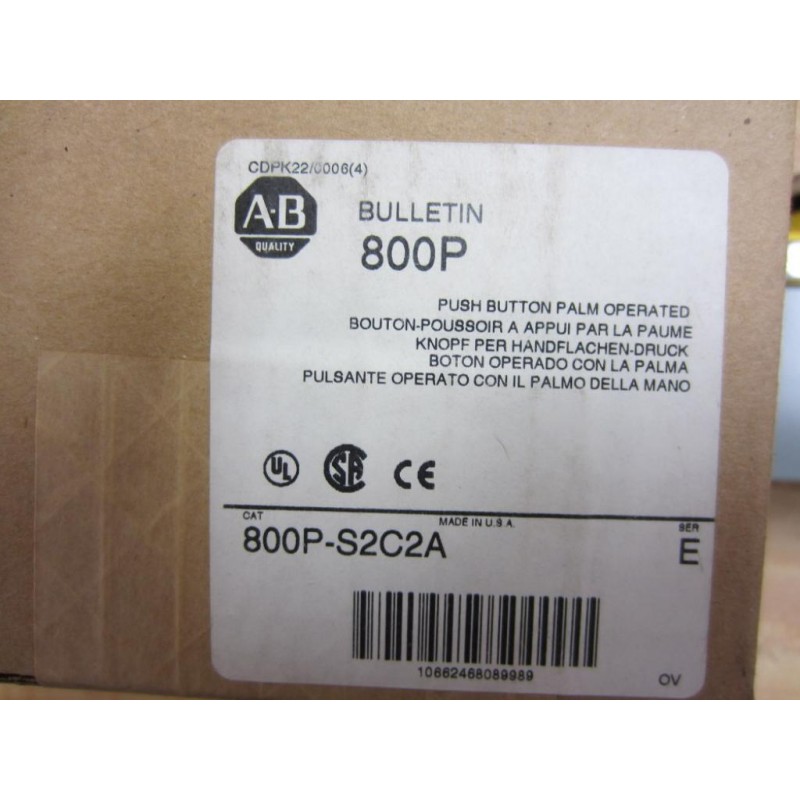 CDPK22/0006(4)
A-B
QUALITY
BULLETIN
800P
PUSH BUTTON PALM OPERATED
BOUTON-POUSSOIR A APPUI PAR LA PAUME
KNOPF PER HANDFLACHEN-DRUCK
BOTON OPERADO CON LA PALMA
PULSANTE OPERATO CON IL PALMO DELLA MANO
UL
SA
CE
CAT
MADE IN U.S.A.
SER
800P-S2C2A
E
10662468089989
OV